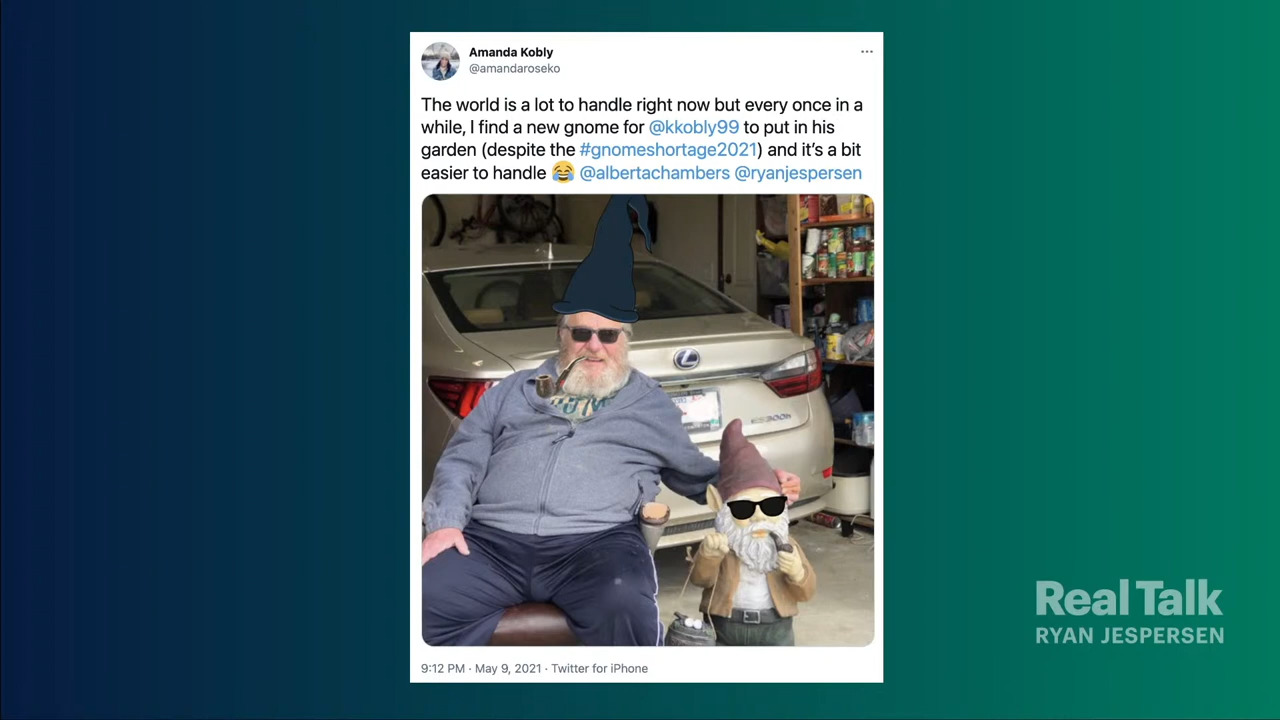 Amanda Kobly
@amandaroseko
The world is a lot to handle right now but every once in a
while, I find a new gnome for @kkobly99 to put in his
garden (despite the #gnomeshortage2021) and it's a bit
easier to handle 😂 @albertachambers @ryanjespersen
9:12 PM · May 9, 2021 · Twitter for iPhone
Real Talk
RYAN JESPERSEN